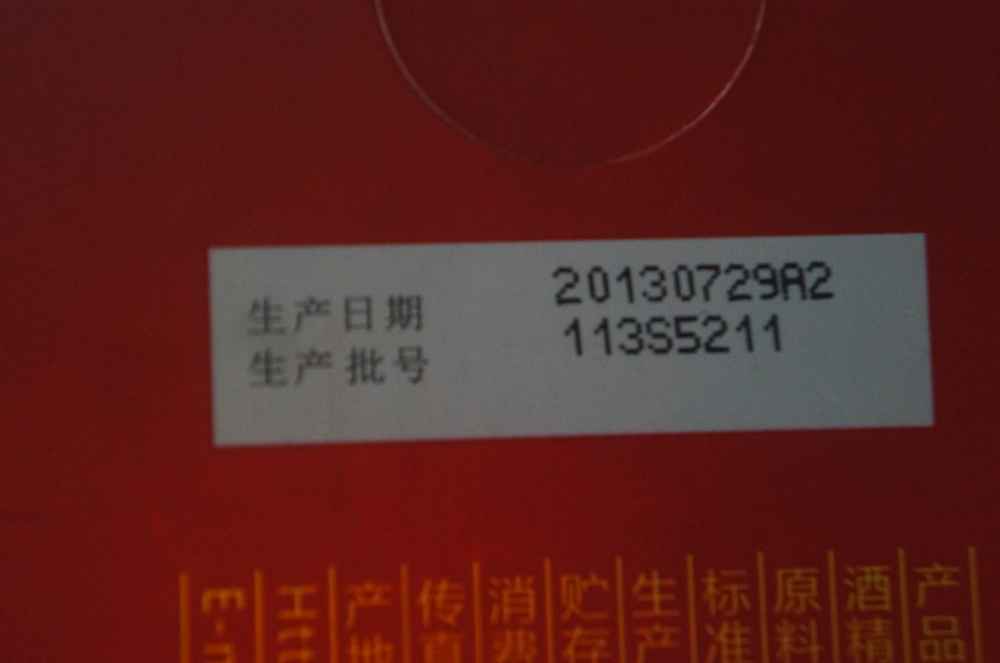 生产日期 20130729A2
生产批号 113S5211
产品
酒精
原料
标准
生产
贮存
消费
传真
产地
Htt
E-m